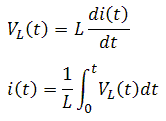 V_L(t) = L di(t)/dt
i(t) = 1/L ∫_0^t V_L(t)dt